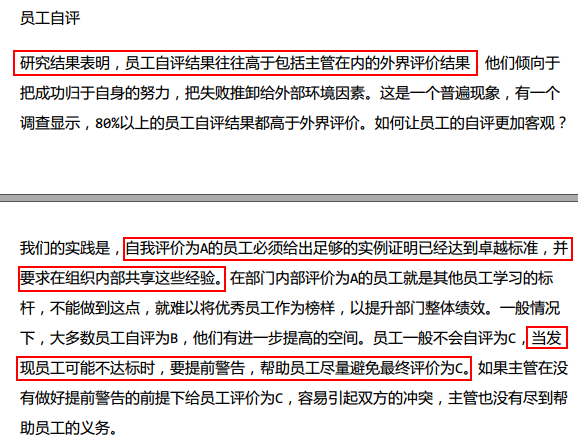 员工自评
研究结果表明，员工自评结果往往高于包括主管在内的外界评价结果 他们倾向于
把成功归于自身的努力，把失败推卸给外部环境因素。这是一个普遍现象，有一个
调查显示，80%以上的员工自评结果都高于外界评价。如何让员工的自评更加客观？
我们的实践是，自我评价为A的员工必须给出足够的实例证明已经达到卓越标准，并
要求在组织内部共享这些经验。在部门内部评价为A的员工就是其他员工学习的标
杆，不能做到这点，就难以将优秀员工作为榜样，以提升部门整体绩效。一般情况
下，大多数员工自评为B，他们有进一步提高的空间。员工一般不会自评为C，当发
现员工可能不达标时，要提前警告，帮助员工尽量避免最终评价为C。如果主管在没
有做好提前警告的前提下给员工评价为C，容易引起双方的冲突，主管也没有尽到帮
助员工的义务。